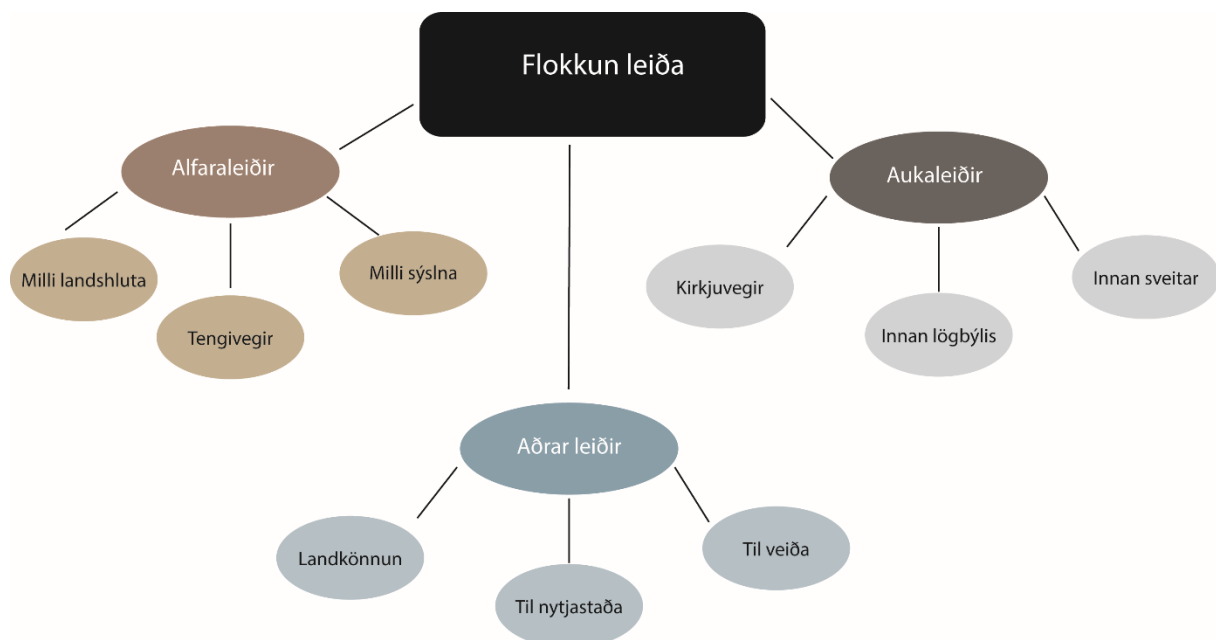 Flokkun leiða
Alfaraleiðir
Milli landshluta
Tengivegir
Milli sýslna
Aukaleiðir
Kirkjuvegir
Innan lögbýlis
Innan sveitar
Aðrar leiðir
Landkönnun
Til nytjastaða
Til veiða